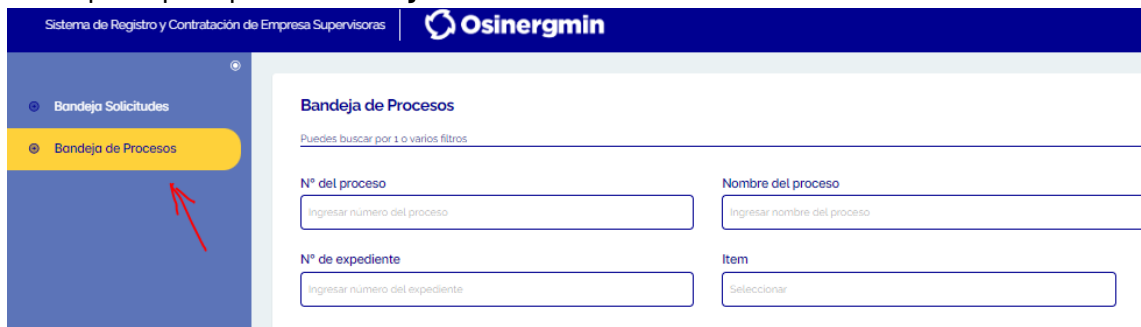 Sistema de Registro y Contratación de Empresa Supervisoras
Osinergmin
Bandeja Solicitudes
Bandeja de Procesos
Bandeja de Procesos
Puedes buscar por 1 o varios filtros
Nº del proceso
Nombre del proceso
Ingresar número del proceso
Ingresar nombre del proceso
Nº de expediente
Item
Ingresar número del expediente
Seleccionar